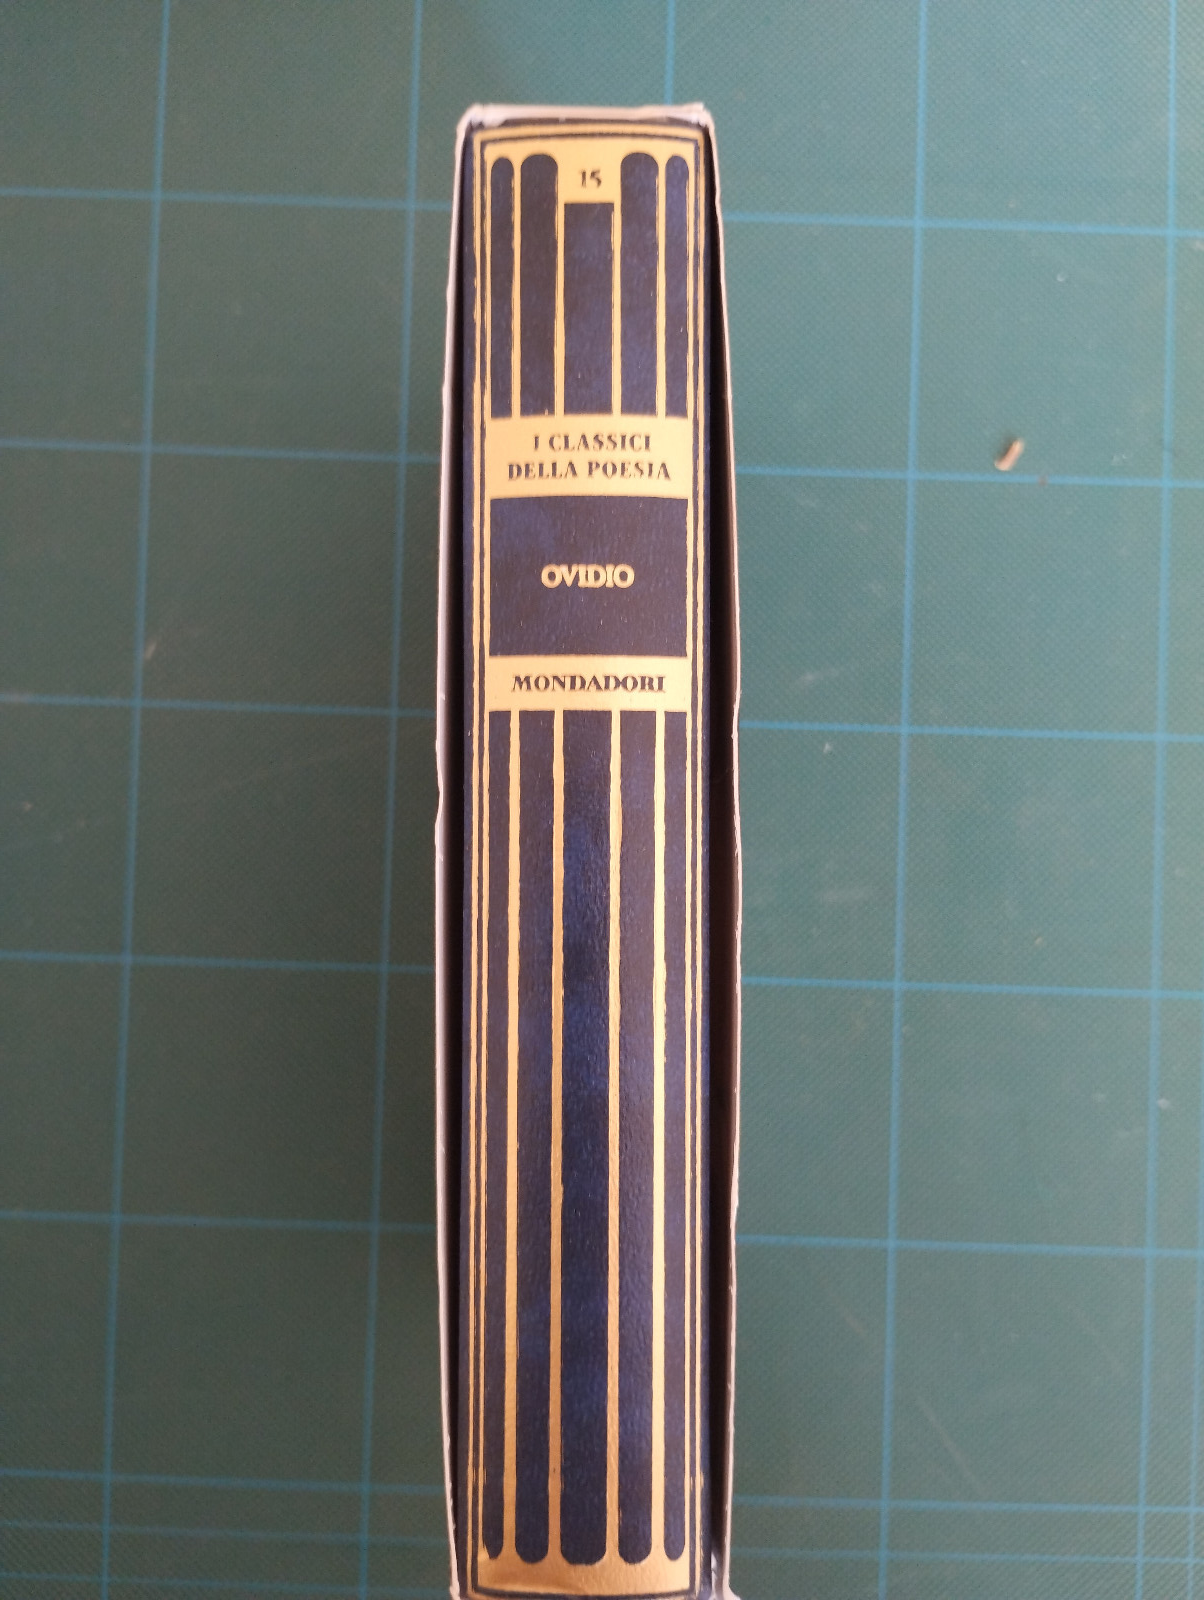 15
I CLASSICI
DELLA POESIA
OVIDIO
MONDADORI